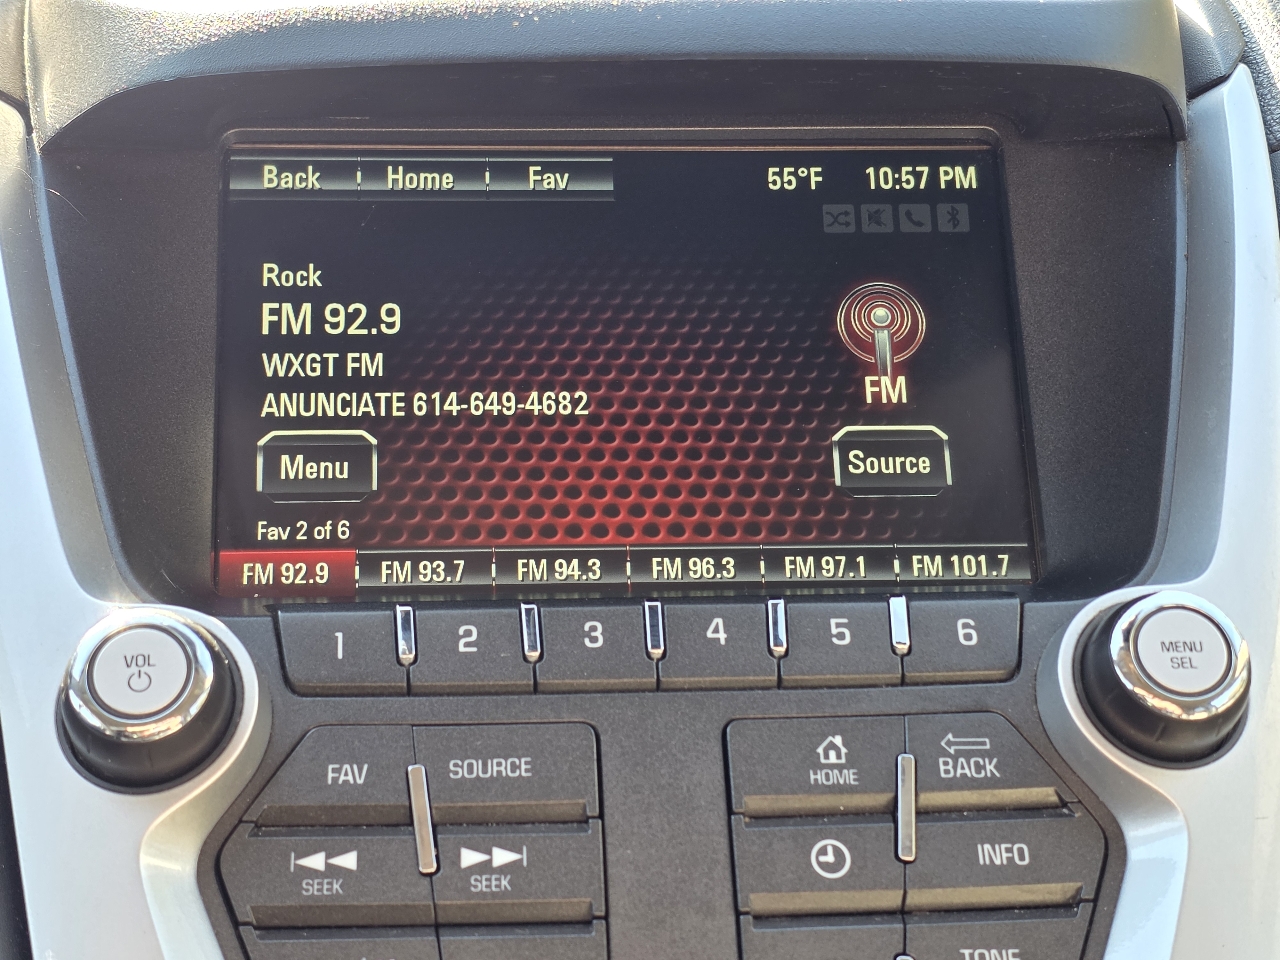 Back Home Fav 55°F 10:57 PM
Rock
FM 92.9
WXGT FM
ANUNCIATE 614-649-4682
FM
Menu
Source
Fav 2 of 6
FM 92.9 FM 93.7 FM 94.3 FM 96.3 FM 97.1 FM 101.7
1 2 3 4 5 6
VOL
MENU
SEL
FAV SOURCE
HOME
BACK
SEEK
SEEK
INFO
TONE